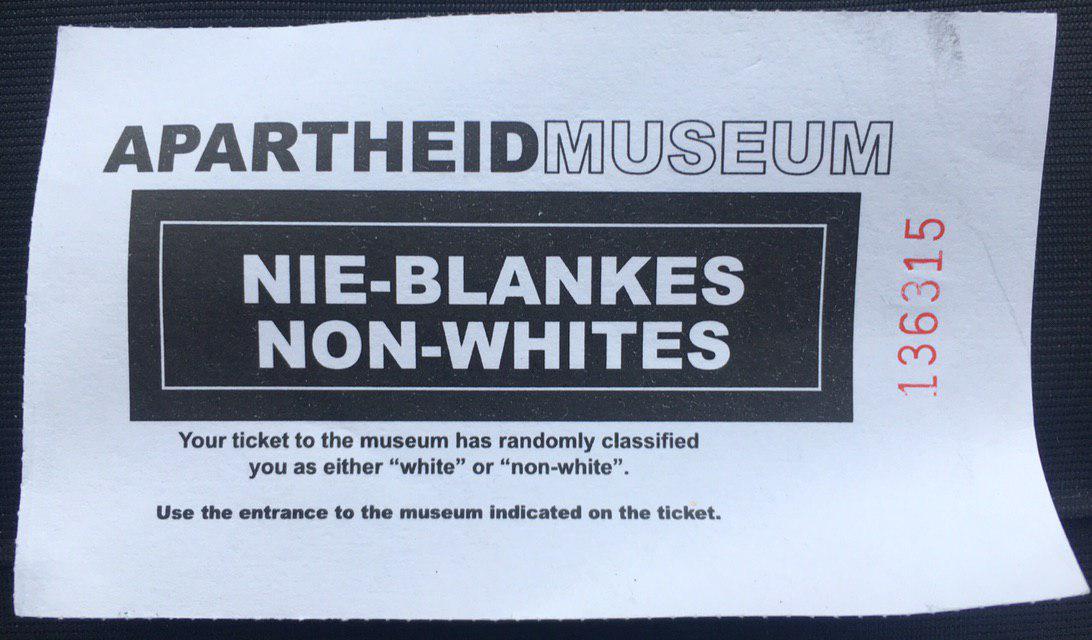 APARTHEIDMUSEUM
NIE-BLANKES
NON-WHITES
136315
Your ticket to the museum has randomly classified
you as either “white” or “non-white”.
Use the entrance to the museum indicated on the ticket.